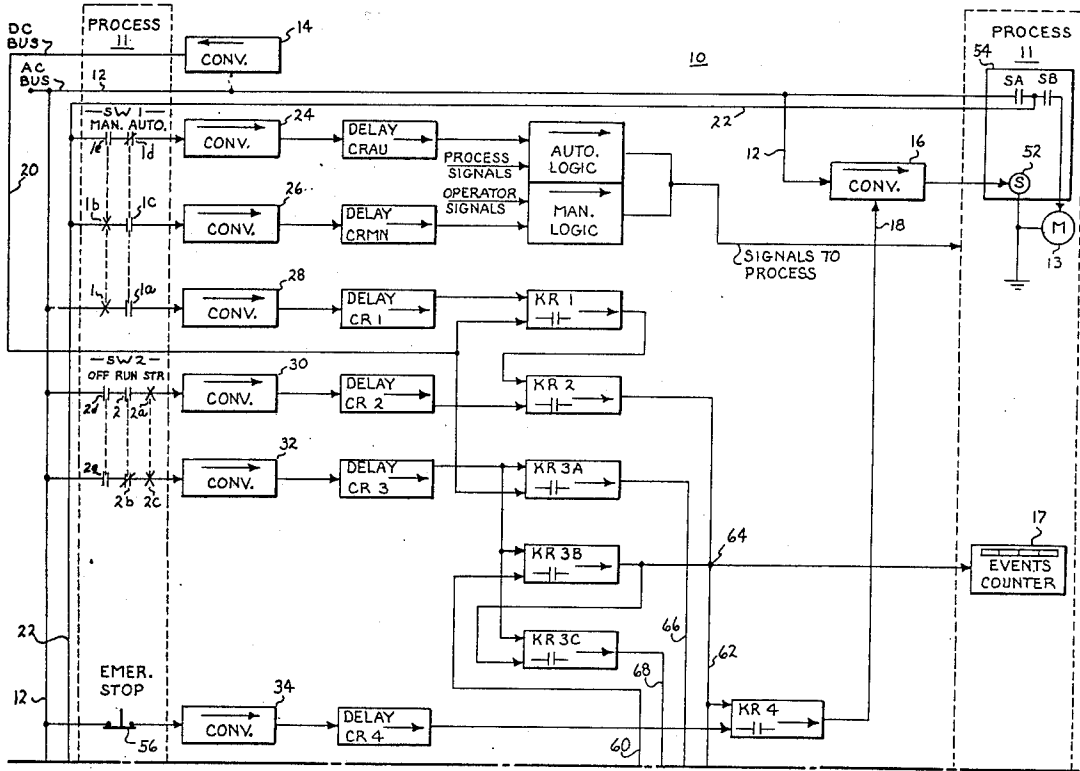 DC BUS
PROCESS 11
14
CONV.
AC BUS
12
10
PROCESS 11
54
SA SB
22
SW1
MAN. AUTO.
1e 1d
24
CONV.
DELAY CRAU
PROCESS SIGNALS
AUTO. LOGIC
12
16
CONV.
52
S
20
1b 1c
26
CONV.
DELAY CRMN
OPERATOR SIGNALS
MAN. LOGIC
18
M
13
SIGNALS TO PROCESS
1 1a
28
CONV.
DELAY CR 1
KR 1
SW2
OFF RUN STR
2d 2 2a
30
CONV.
DELAY CR 2
KR 2
2e 2b 2c
32
CONV.
DELAY CR 3
KR 3A
KR 3B
64
17
EVENTS COUNTER
22
KR 3C
66
68
62
12
EMER. STOP
56
34
CONV.
DELAY CR 4
KR 4
60